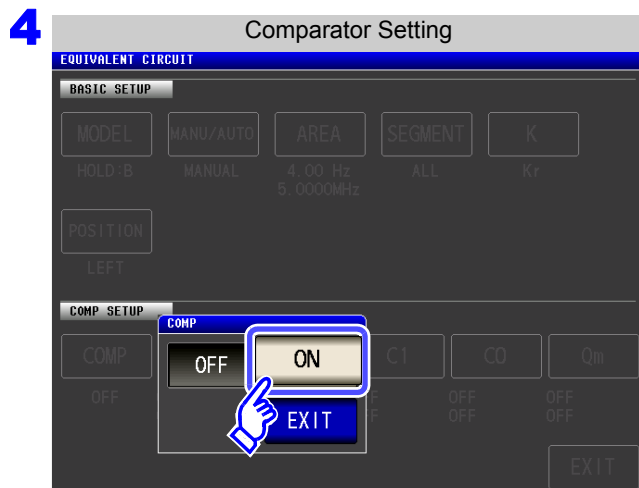 4
Comparator Setting
EQUIVALENT CIRCUIT
BASIC SETUP
MODEL MANU/AUTO AREA SEGMENT K
HOLD:B MANUAL 4.00 Hz ALL Kr
5.0000MHz
POSITION
LEFT
COMP SETUP
COMP
COMP OFF ON C1 C0 Qm
OFF OFF OFF
EXIT OFF OFF
EXIT